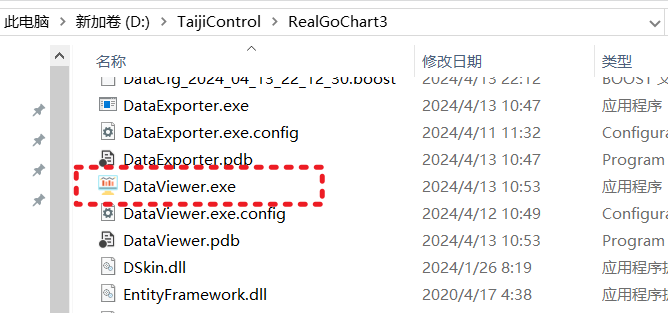 此电脑 > 新加卷 (D:) > TaijiControl > RealGoChart3
名称 修改日期 类型
DataCfg_2024_04_13_22_12_30.boost 2024/4/13 22:12 BOOST 文
DataExporter.exe 2024/4/13 10:47 应用程序
DataExporter.exe.config 2024/4/11 11:32 Configura
DataExporter.pdb 2024/4/13 10:47 Program
DataViewer.exe 2024/4/13 10:53 应用程序
DataViewer.exe.config 2024/4/12 10:49 Configura
DataViewer.pdb 2024/4/13 10:53 Program
DSkin.dll 2024/1/26 8:19 应用程序扩
EntityFramework.dll 2020/4/17 4:38 应用程序扩